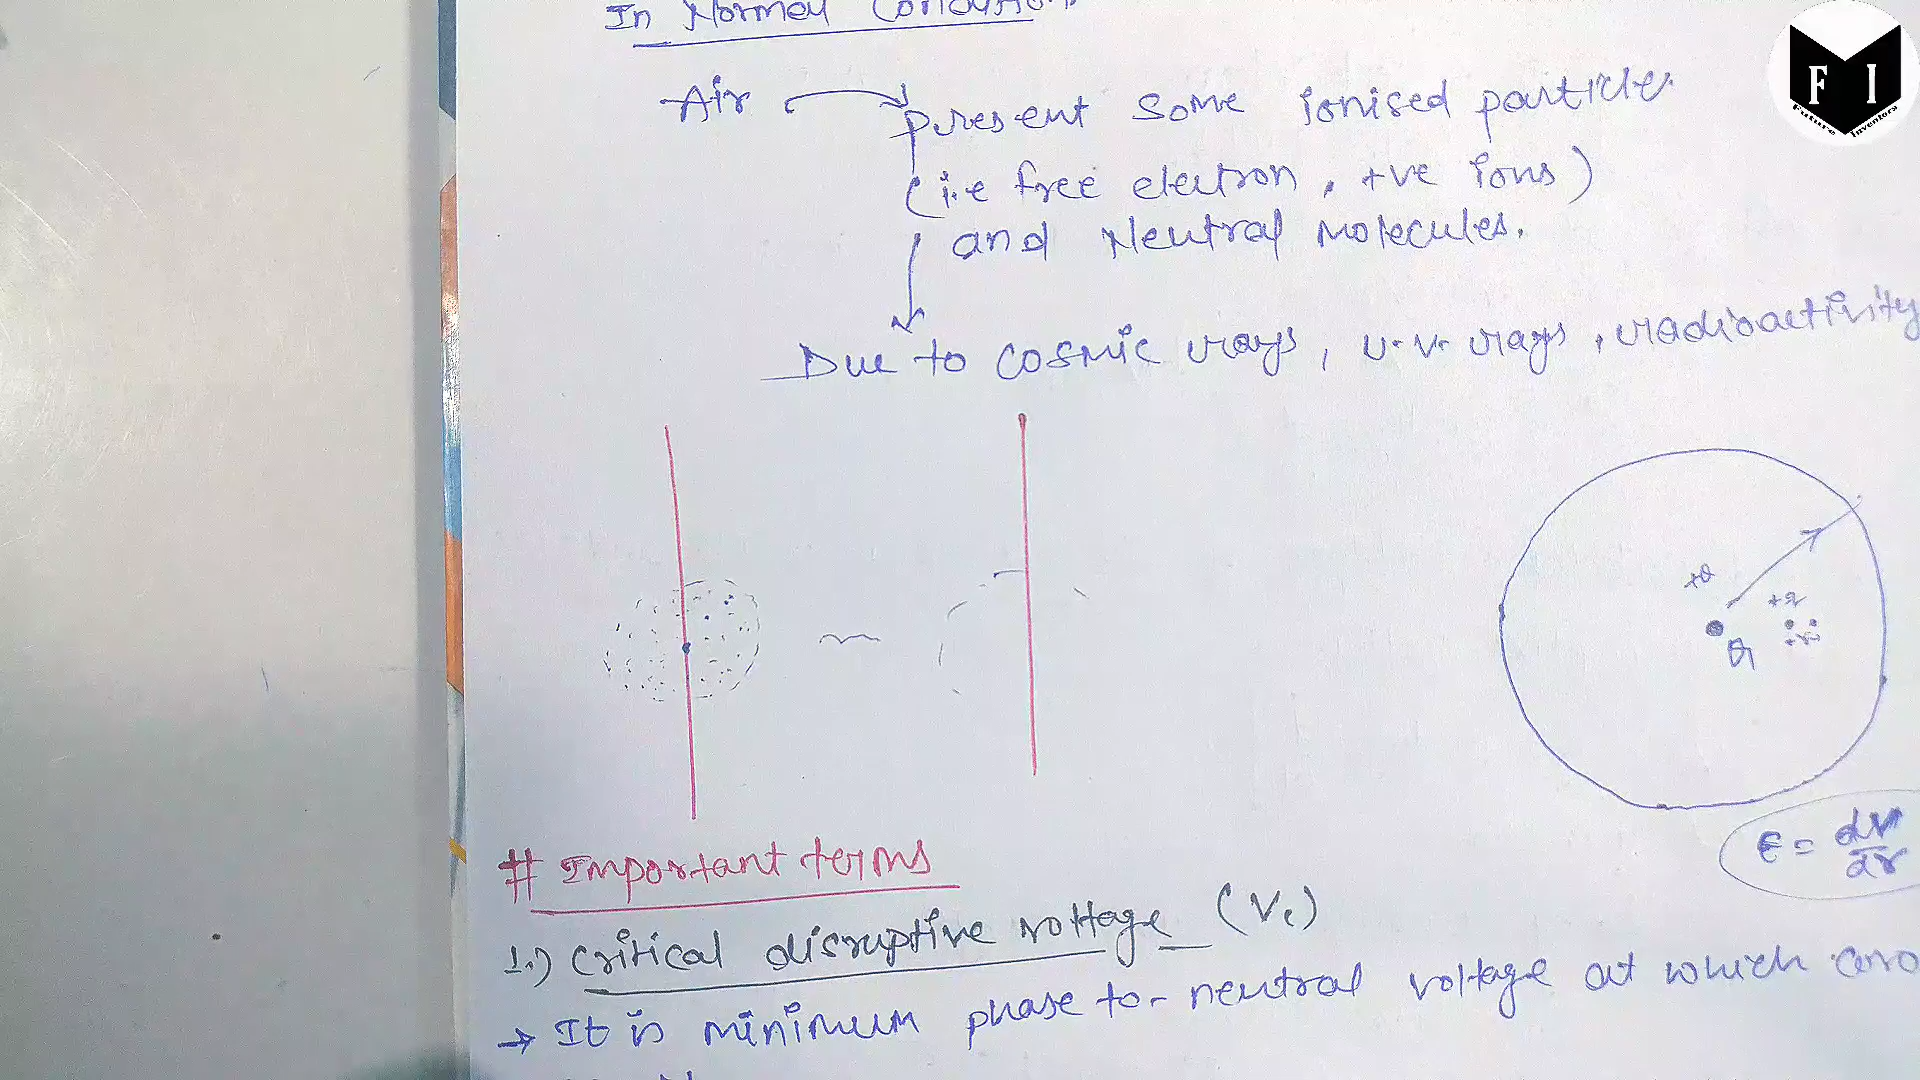 In Normal Condition
Air
present some ionised particle
(i.e free electron, +ve ions)
and Neutral Molecules.
Due to cosmic rays, U.V. rays, radioactivity
+Q
+q
E = dV/dr
# Important terms
1.) Critical disruptive voltage (Vc)
→ It is minimum phase to-neutral voltage at which coro
F I
Future Inventors